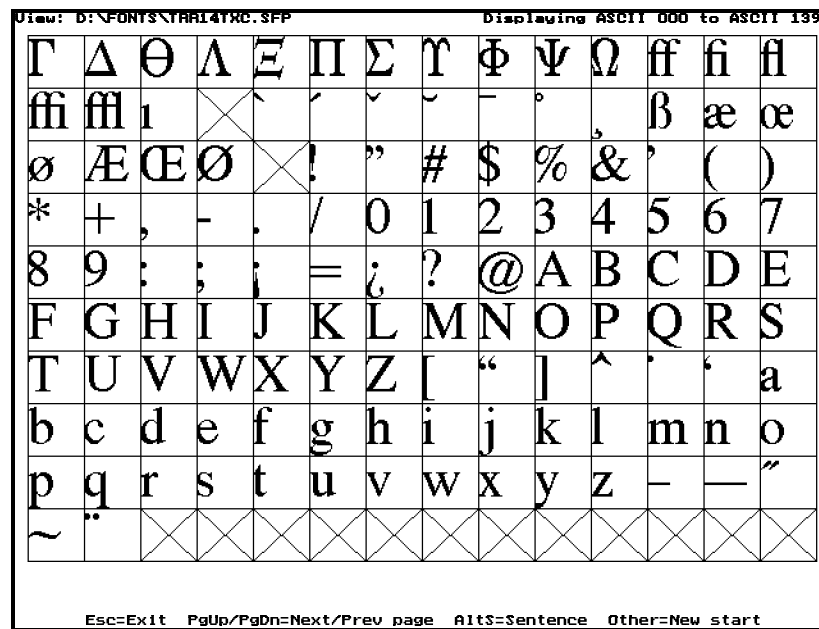 View: D:\FONTS\TRR14TXC.SFP Displaying ASCII 000 to ASCII 139
Γ Δ Θ Λ Ξ Π Σ ϒ Φ Ψ Ω ff fi fl
ffi ffl ı ` ´ ˇ ˘ ¯ ˚ ¸ ß æ œ
ø Æ Œ Ø ! ” # $ % & ’ ( )
* + , - . / 0 1 2 3 4 5 6 7
8 9 : ; ¡ = ¿ ? @ A B C D E
F G H I J K L M N O P Q R S
T U V W X Y Z [ “ ] ^ ˙ ‘ a
b c d e f g h i j k l m n o
p q r s t u v w x y z – — ˝
~ ¨
Esc=Exit PgUp/PgDn=Next/Prev page AltS=Sentence Other=New start